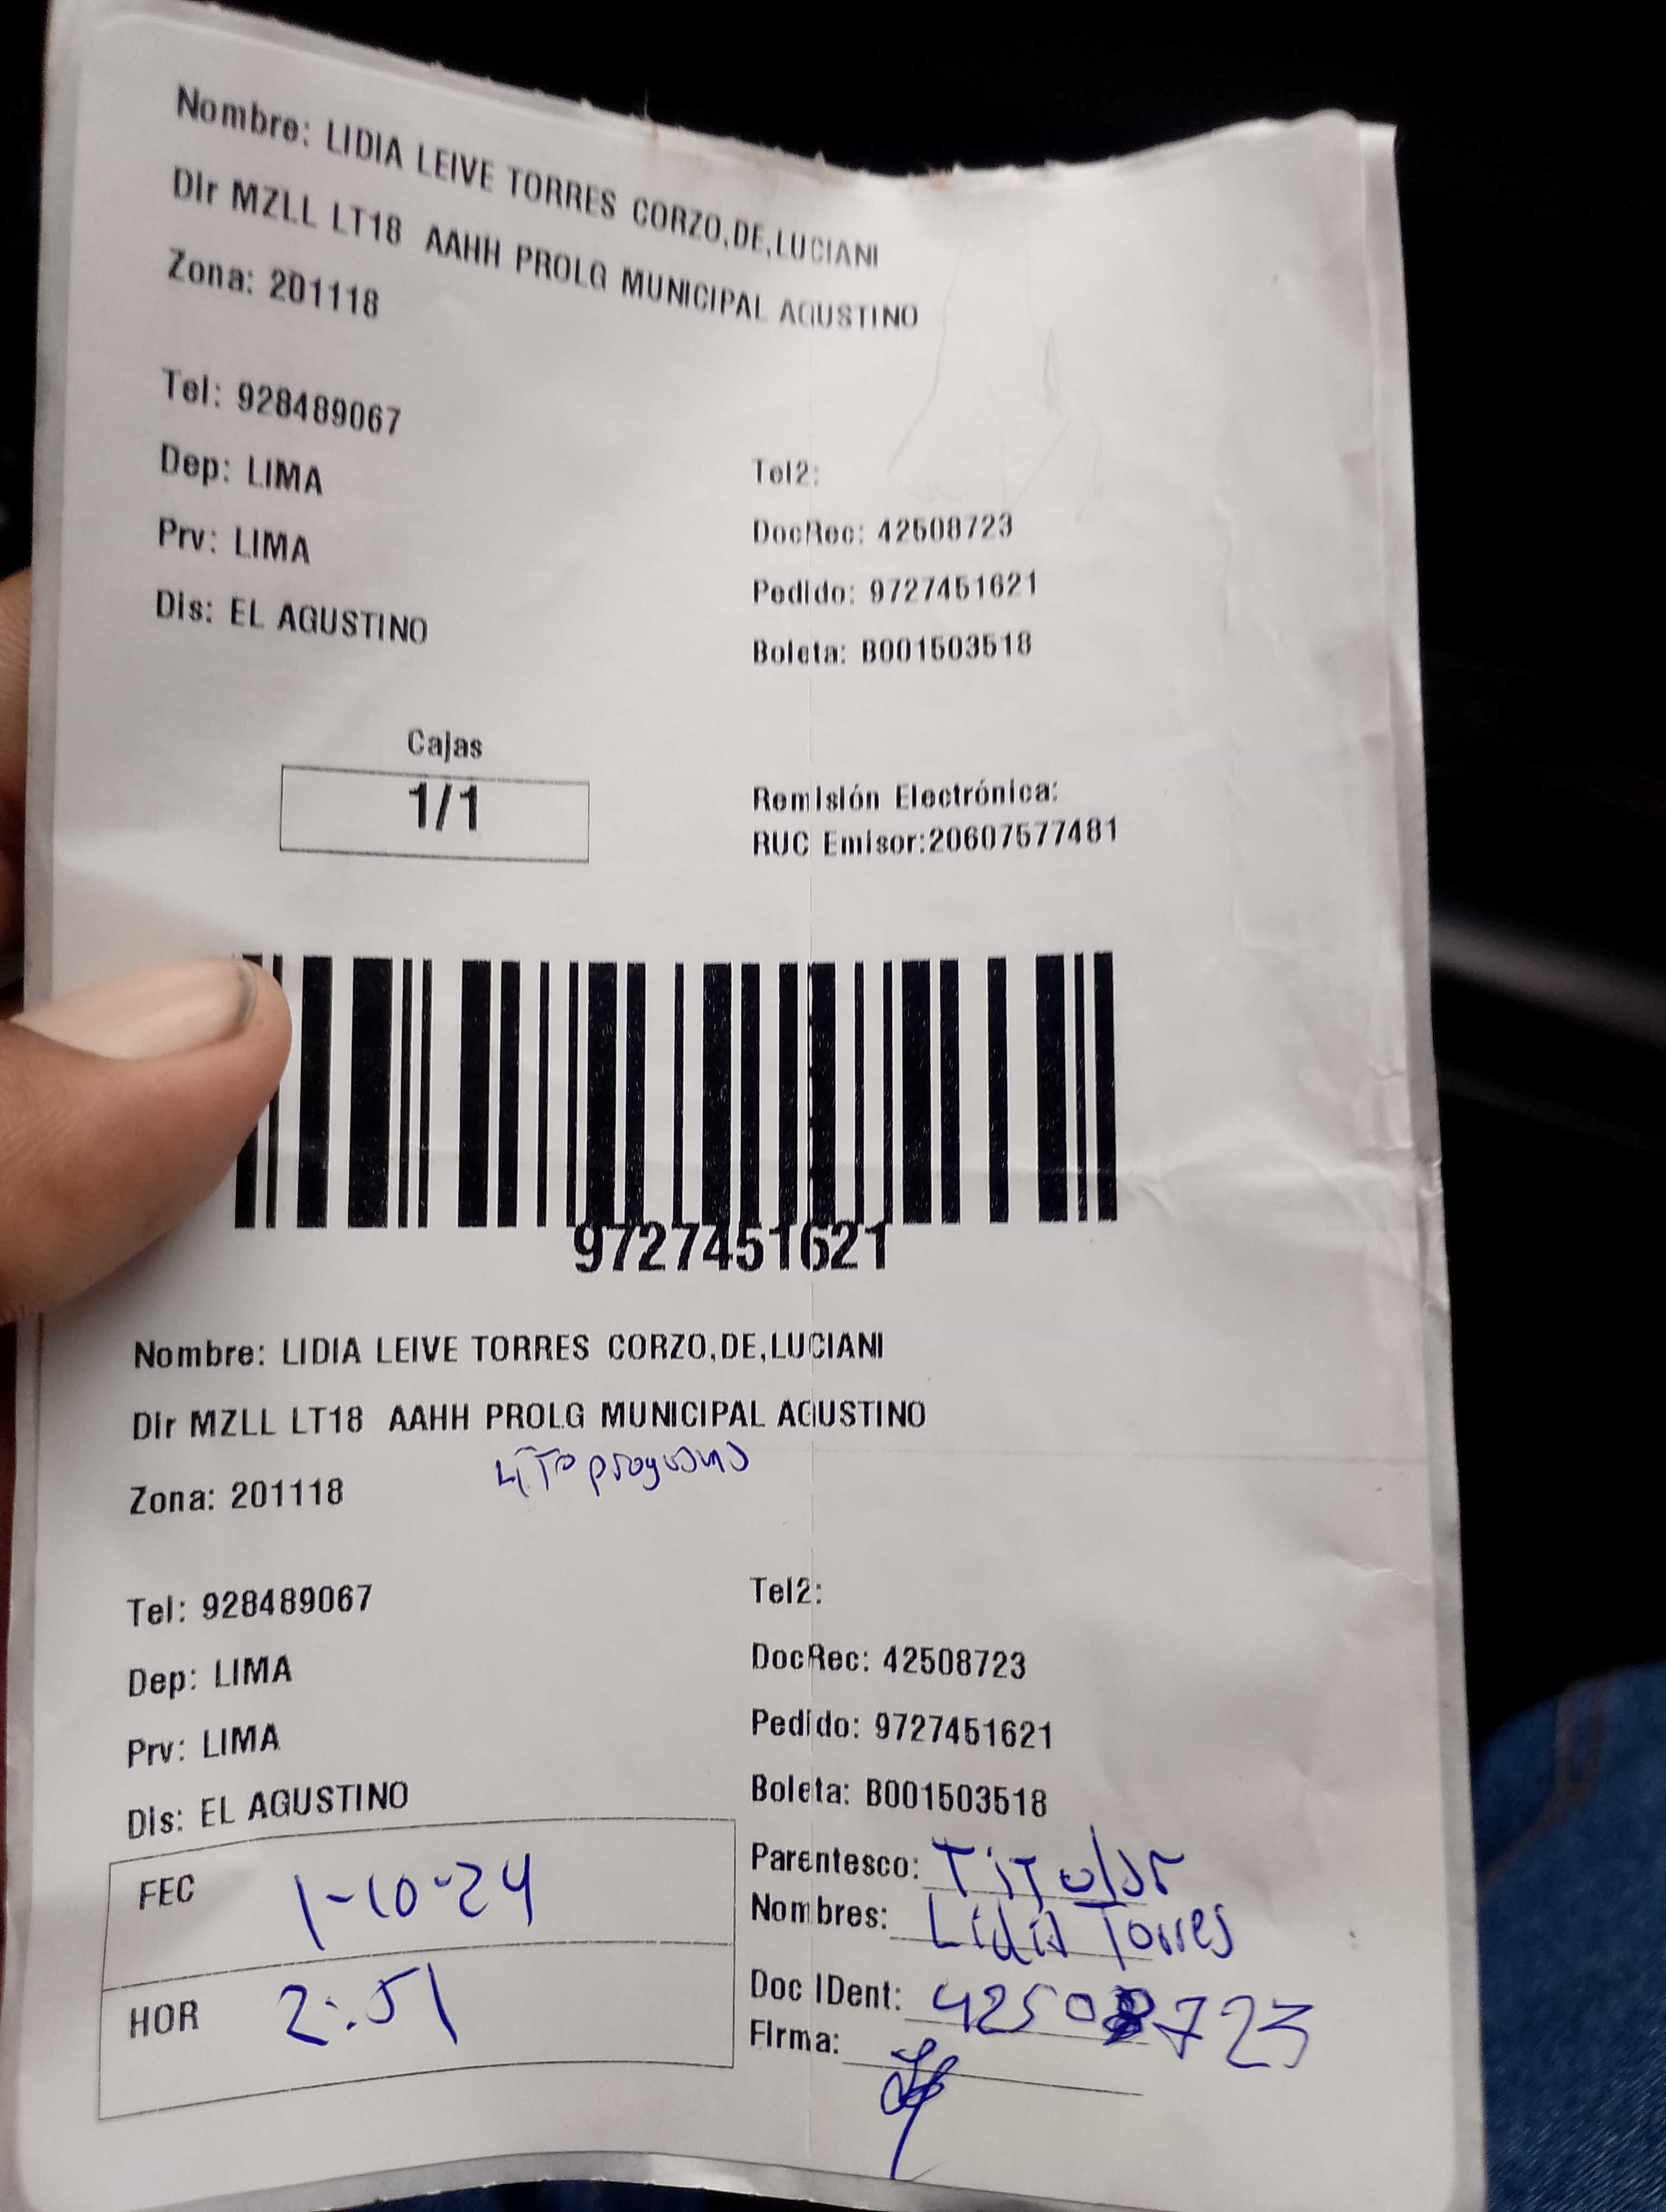 Nombre: LIDIA LEIVE TORRES CORZO,DE,LUCIANI
Dir MZLL LT18 AAHH PROLG MUNICIPAL AGUSTINO
Zona: 201118
Tel: 928489067
Dep: LIMA
Tel2:
Prv: LIMA
DocRec: 42508723
Dis: EL AGUSTINO
Pedido: 9727451621
Boleta: B001503518
Cajas
1/1
Remisión Electrónica:
RUC Emisor:20607577481
9727451621
Nombre: LIDIA LEIVE TORRES CORZO,DE,LUCIANI
Dir MZLL LT18 AAHH PROLG MUNICIPAL AGUSTINO
Zona: 201118
Tel: 928489067
Tel2:
Dep: LIMA
DocRec: 42508723
Prv: LIMA
Pedido: 9727451621
Dis: EL AGUSTINO
Boleta: B001503518
FEC 1-10-24
Parentesco: Titular
Nombres: Lidia Torres
HOR 2:51
Doc IDent: 42508723
Firma: